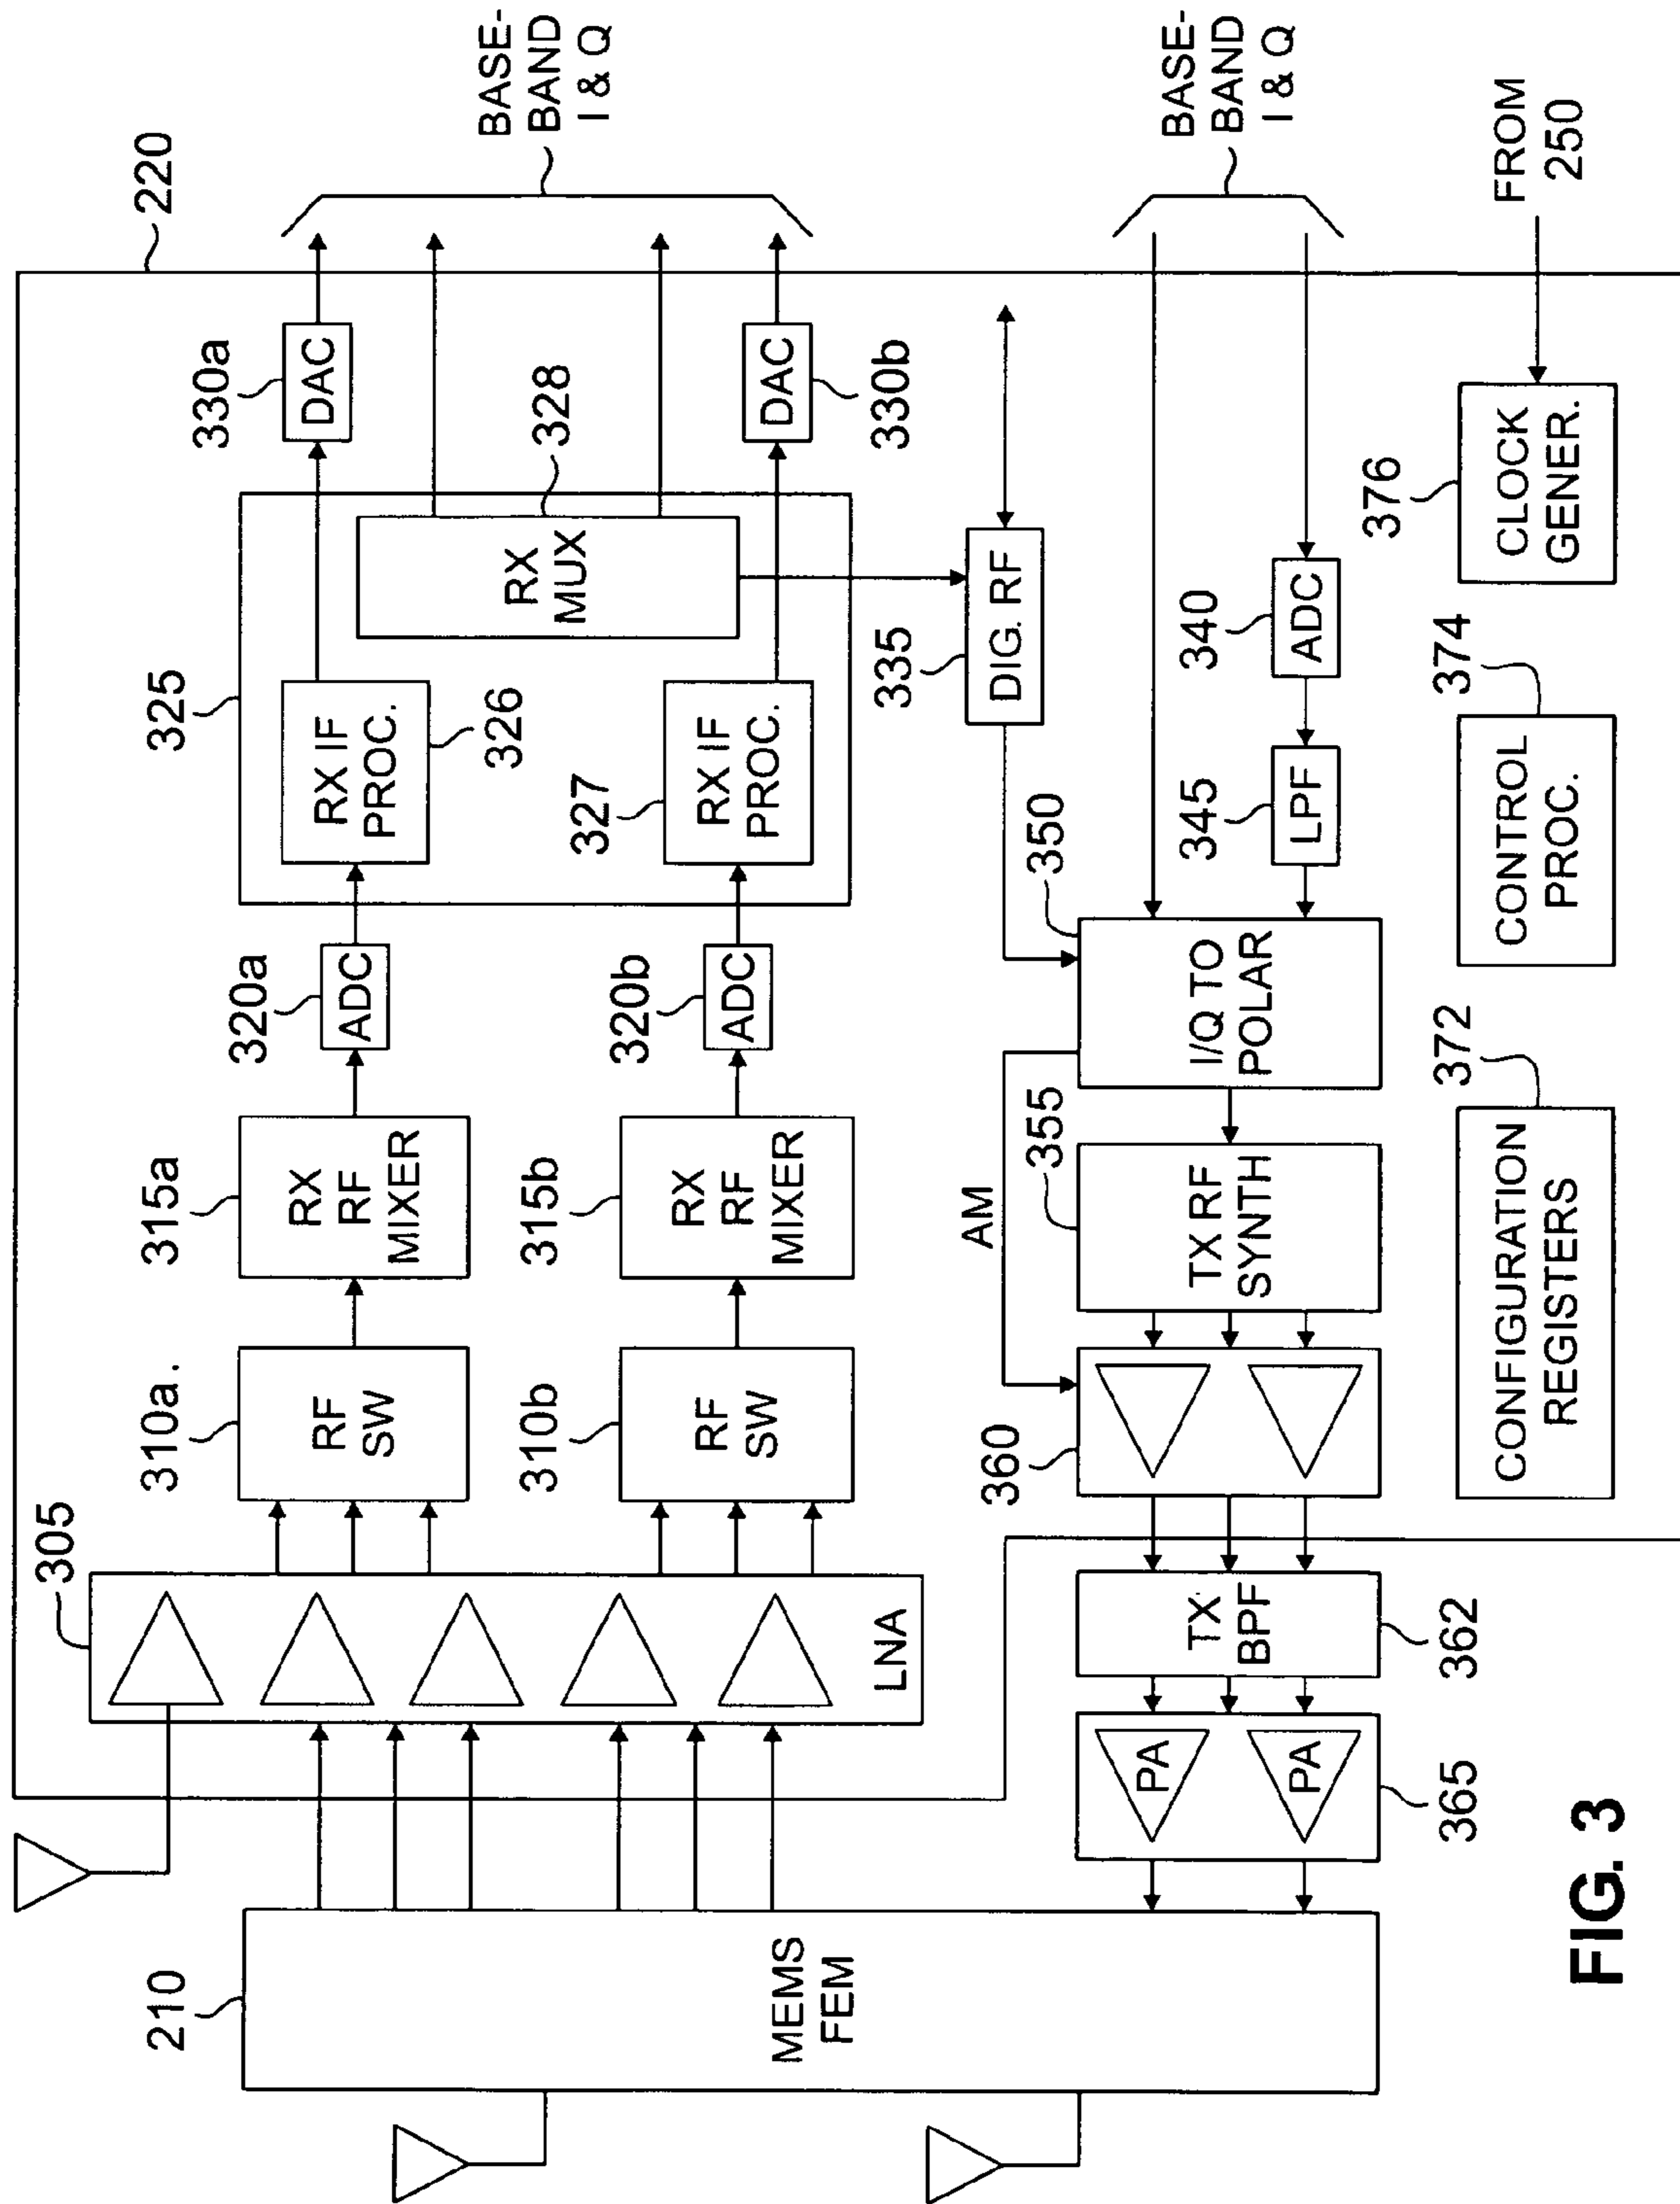 220
305
310a.
RF
SW
315a
RX
RF
MIXER
320a
ADC
325
RX IF
PROC.
326
330a
DAC
BASE-
BAND
I & Q
RX
MUX
328
310b
RF
SW
315b
RX
RF
MIXER
320b
ADC
327
RX IF
PROC.
DAC
330b
LNA
210
MEMS
FEM
335
DIG. RF
AM
350
I/Q TO
POLAR
355
TX RF
SYNTH
360
340
ADC
345
LPF
BASE-
BAND
I & Q
TX
BPF
362
PA
PA
365
372
CONFIGURATION
REGISTERS
374
CONTROL
PROC.
376
CLOCK
GENER.
FROM
250
FIG. 3